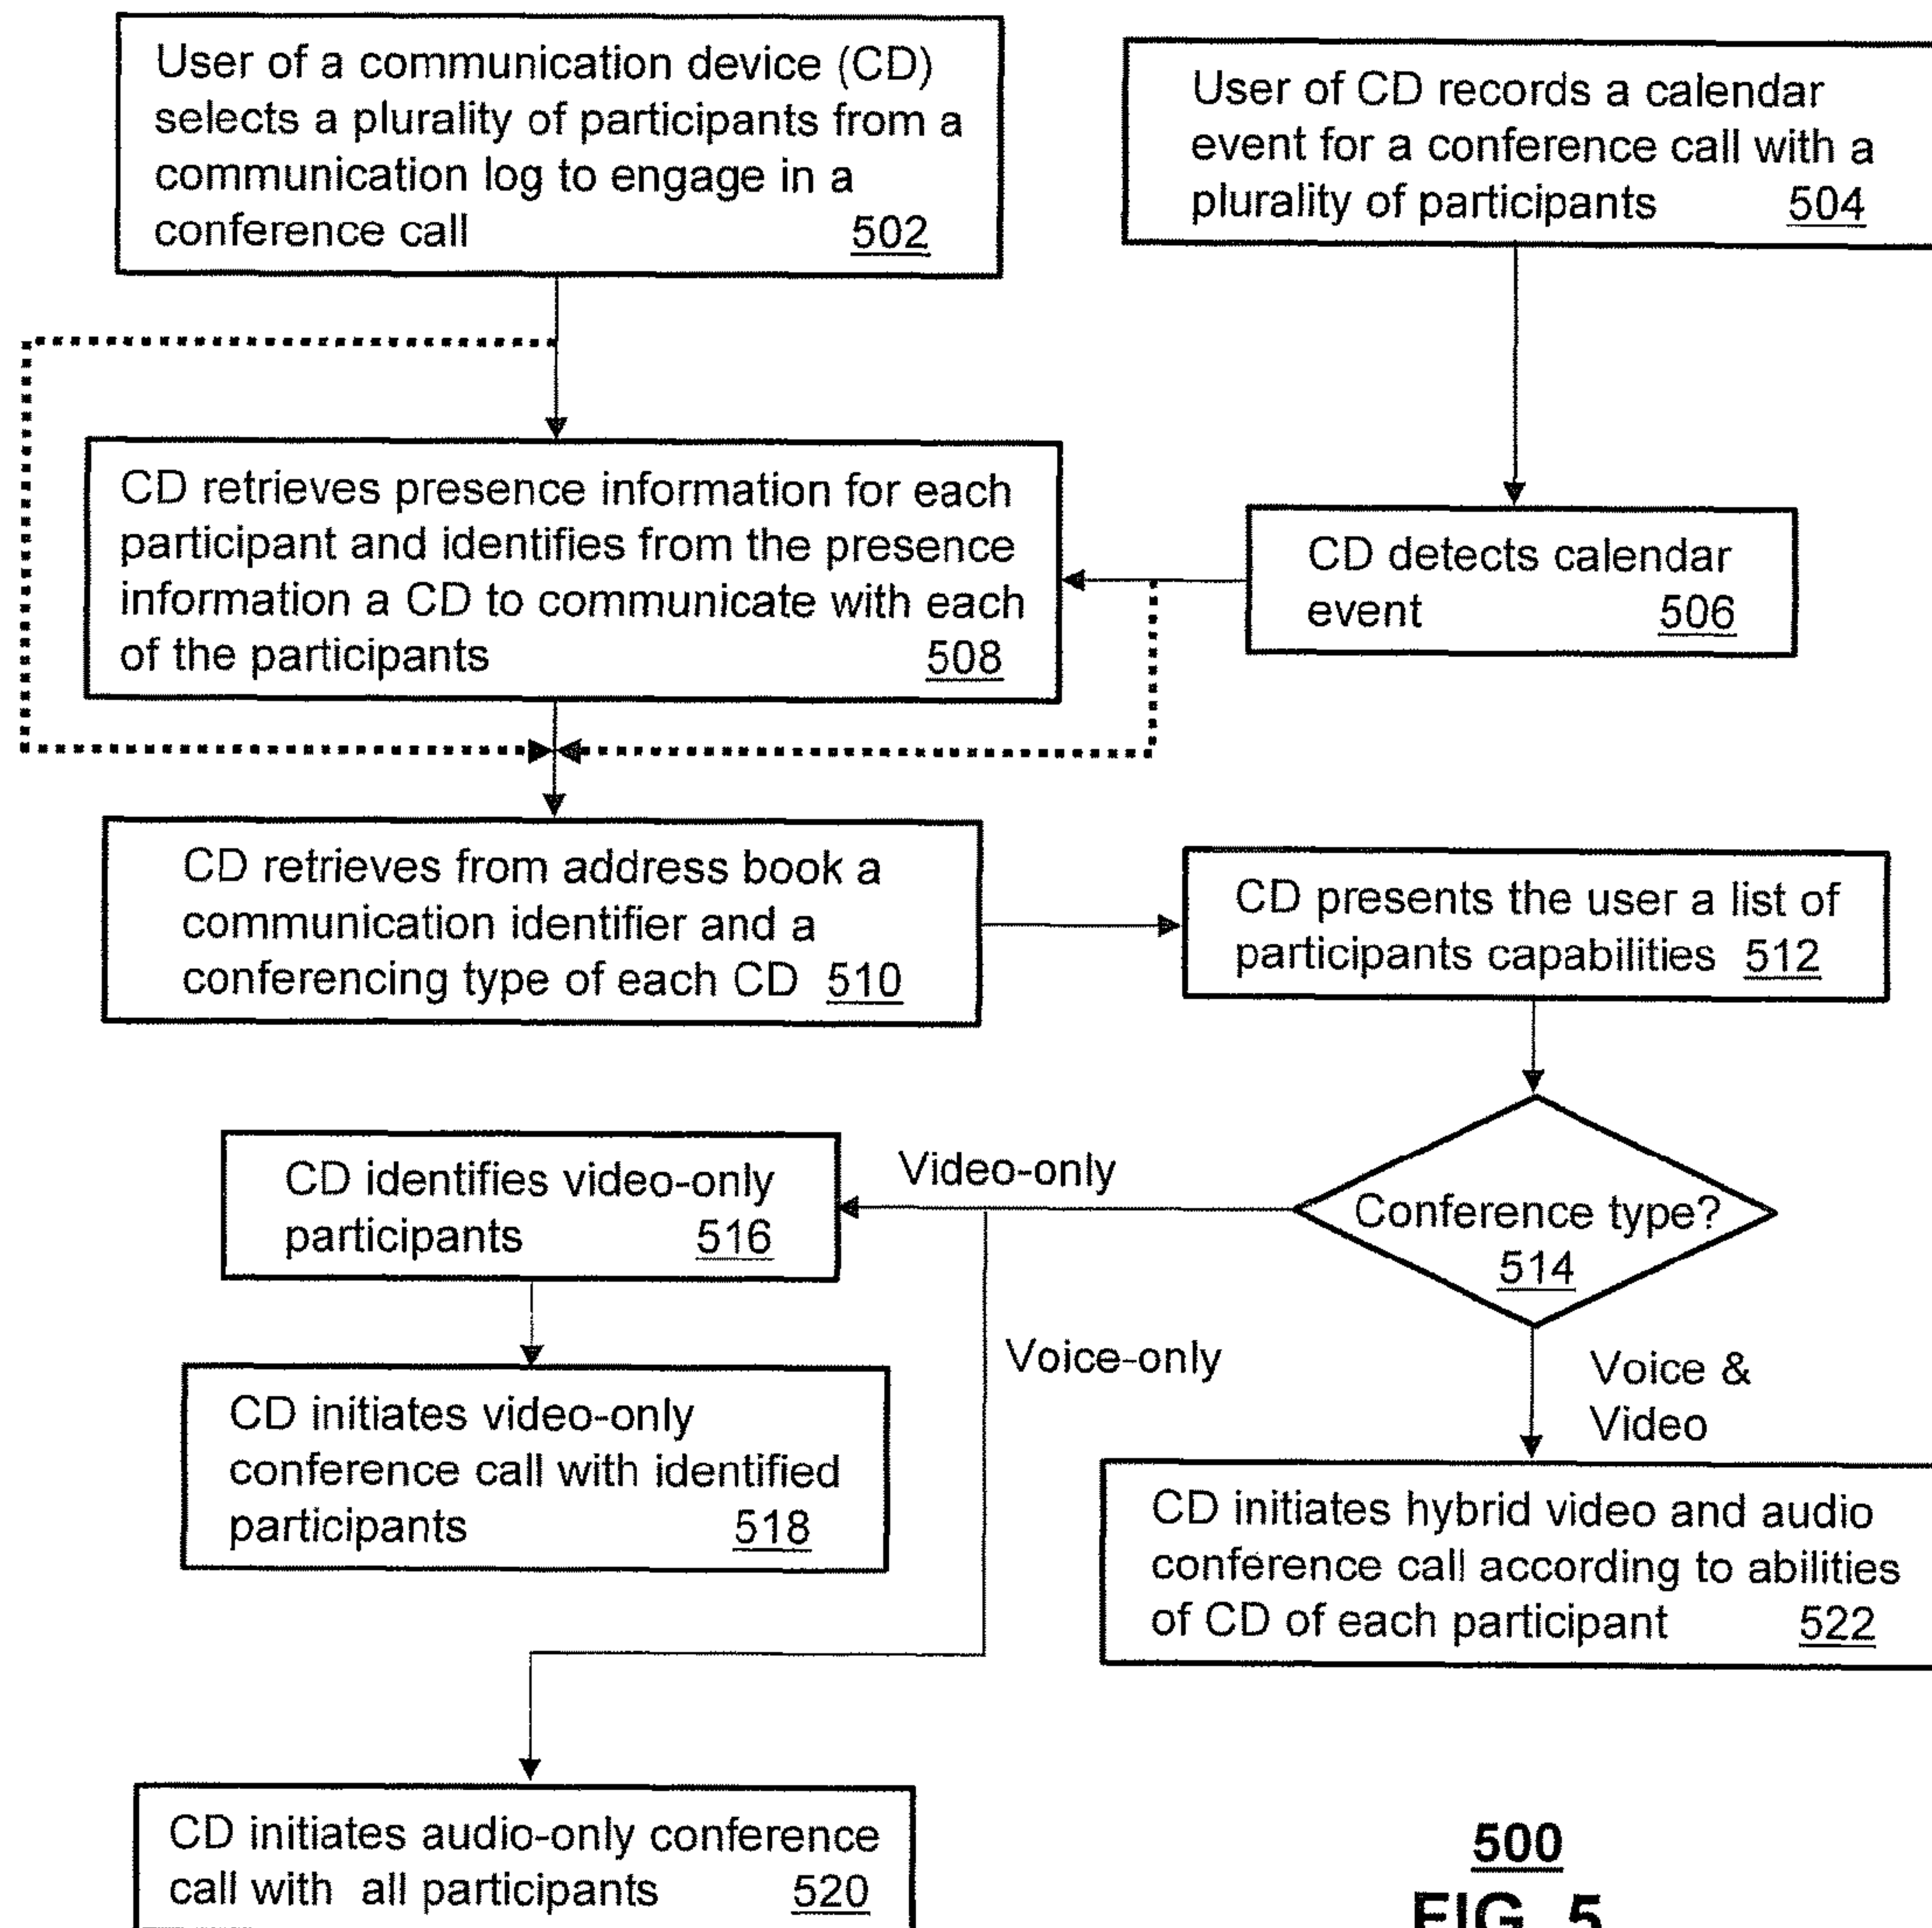 User of a communication device (CD)
selects a plurality of participants from a
communication log to engage in a
conference call 502
User of CD records a calendar
event for a conference call with a
plurality of participants 504
CD retrieves presence information for each
participant and identifies from the presence
information a CD to communicate with each
of the participants 508
CD detects calendar
event 506
CD retrieves from address book a
communication identifier and a
conferencing type of each CD 510
CD presents the user a list of
participants capabilities 512
Conference type?
514
Video-only
CD identifies video-only
participants 516
Voice-only
Voice &
Video
CD initiates video-only
conference call with identified
participants 518
CD initiates hybrid video and audio
conference call according to abilities
of CD of each participant 522
CD initiates audio-only conference
call with all participants 520
500
FIG. 5